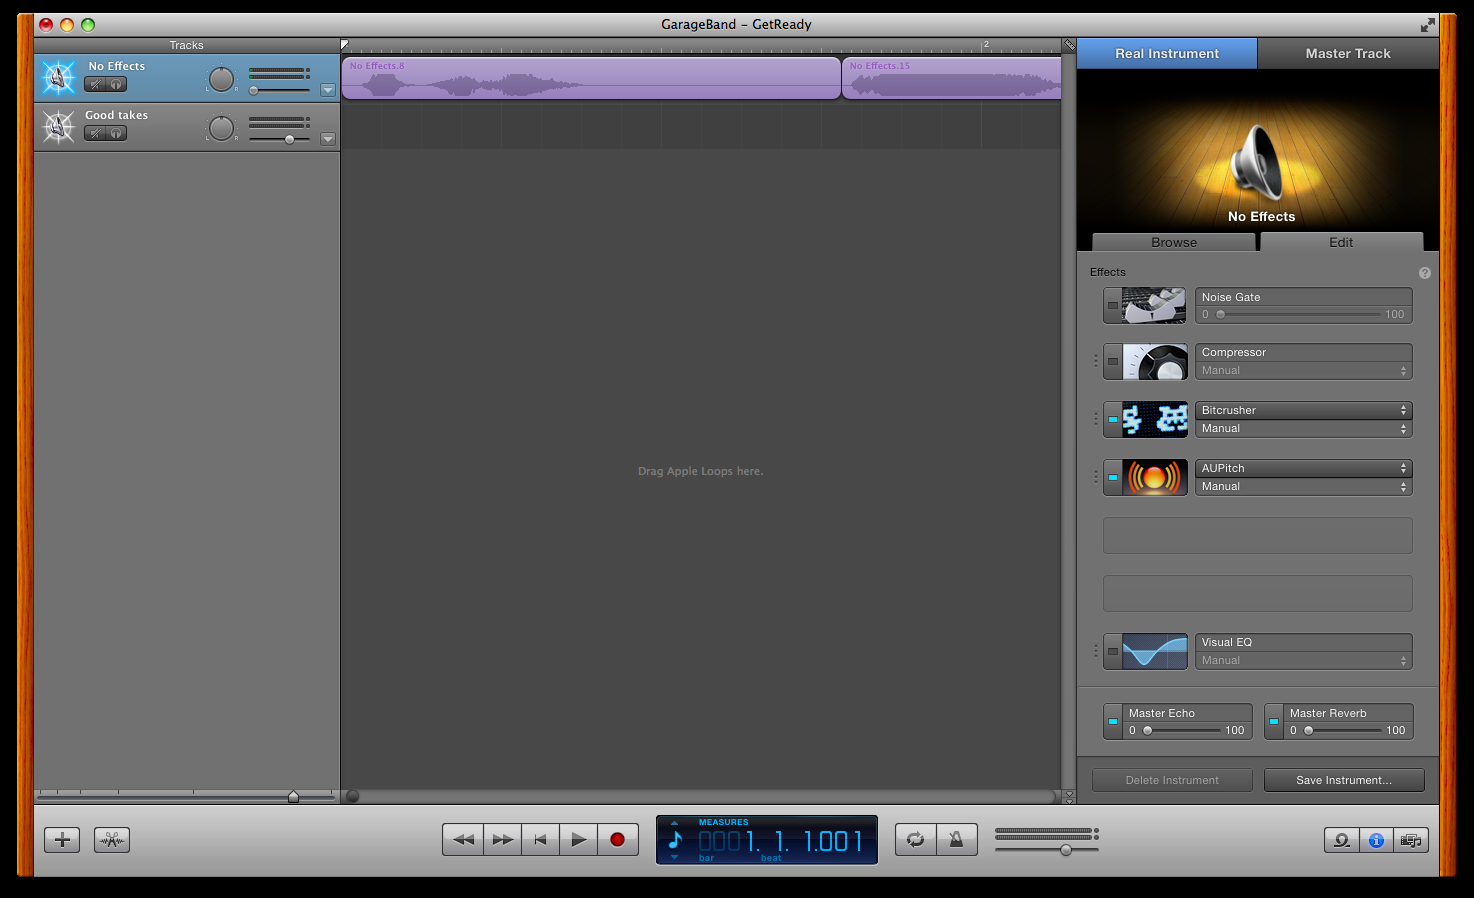 GarageBand – GetReady
Tracks
2
Real Instrument
Master Track
No Effects
L R
No Effects.8
No Effects.15
Good takes
L R
No Effects
Browse
Edit
Effects
?
Noise Gate
0 100
Compressor
Manual
Bitcrusher
Manual
AUPitch
Manual
Drag Apple Loops here.
Visual EQ
Manual
Master Echo
0 100
Master Reverb
0 100
Delete Instrument
Save Instrument...
MEASURES
0001. 1. 1.001
bar beat